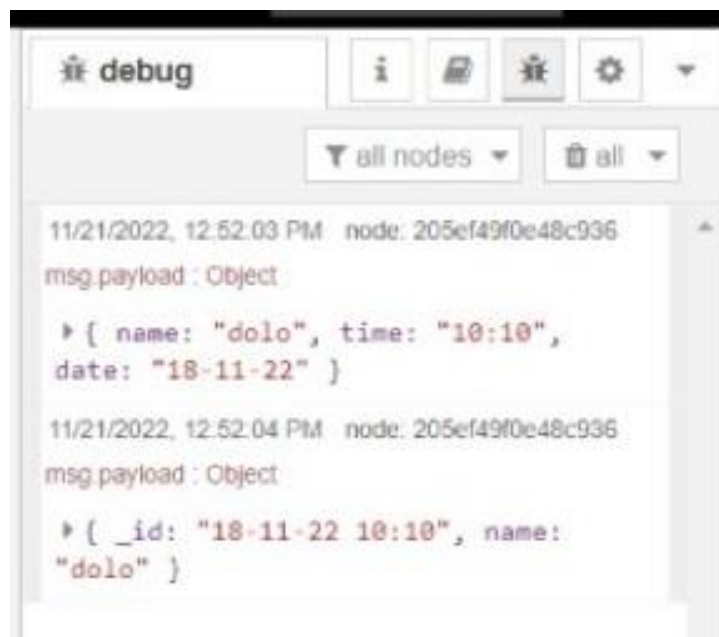 debug
i
all nodes
all
11/21/2022, 12:52:03 PM node: 205ef49f0e48c936
msg.payload : Object
{ name: "dolo", time: "10:10",
date: "18-11-22" }
11/21/2022, 12:52:04 PM node: 205ef49f0e48c936
msg.payload : Object
{ _id: "18-11-22 10:10", name:
"dolo" }